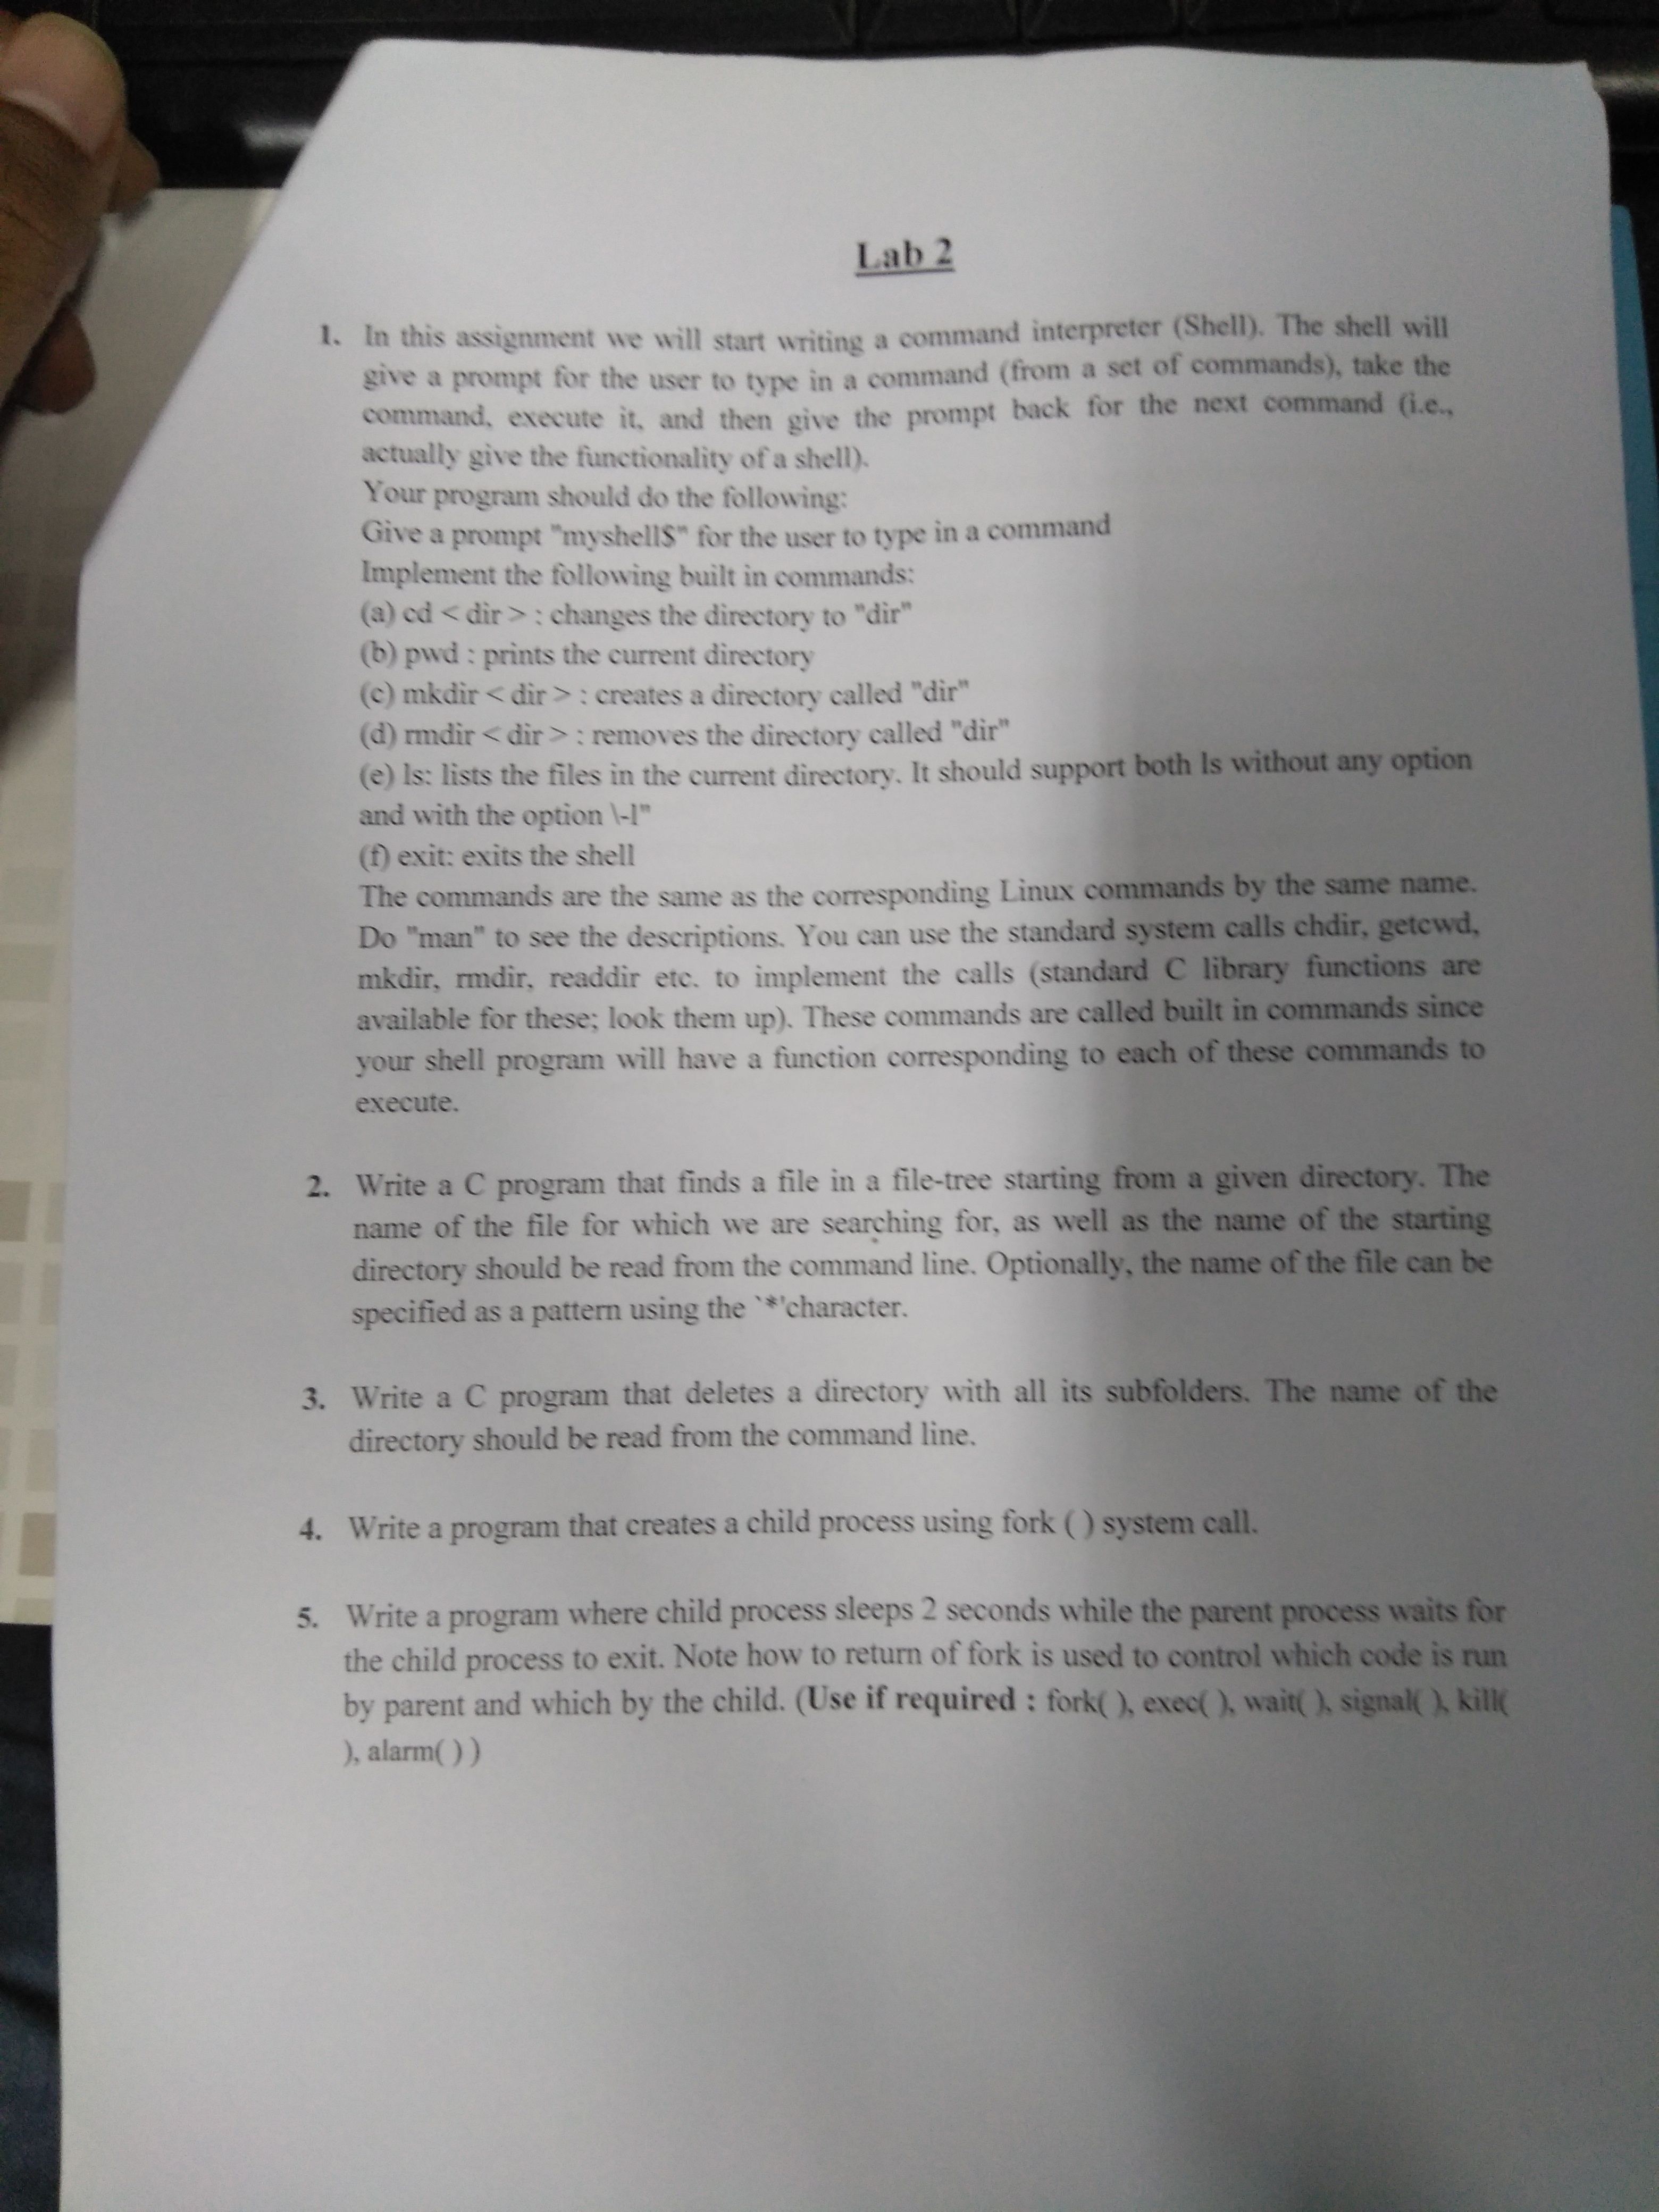 Lab 2
1. In this assignment we will start writing a command interpreter (Shell). The shell will
give a prompt for the user to type in a command (from a set of commands), take the
command, execute it, and then give the prompt back for the next command (i.e.,
actually give the functionality of a shell).
Your program should do the following:
Give a prompt "myshell$" for the user to type in a command
Implement the following built in commands:
(a) cd < dir > : changes the directory to "dir"
(b) pwd : prints the current directory
(c) mkdir < dir > : creates a directory called "dir"
(d) rmdir < dir > : removes the directory called "dir"
(e) ls: lists the files in the current directory. It should support both ls without any option
and with the option \-l"
(f) exit: exits the shell
The commands are the same as the corresponding Linux commands by the same name.
Do "man" to see the descriptions. You can use the standard system calls chdir, getcwd,
mkdir, rmdir, readdir etc. to implement the calls (standard C library functions are
available for these; look them up). These commands are called built in commands since
your shell program will have a function corresponding to each of these commands to
execute.
2. Write a C program that finds a file in a file-tree starting from a given directory. The
name of the file for which we are searching for, as well as the name of the starting
directory should be read from the command line. Optionally, the name of the file can be
specified as a pattern using the `*'character.
3. Write a C program that deletes a directory with all its subfolders. The name of the
directory should be read from the command line.
4. Write a program that creates a child process using fork ( ) system call.
5. Write a program where child process sleeps 2 seconds while the parent process waits for
the child process to exit. Note how to return of fork is used to control which code is run
by parent and which by the child. (Use if required : fork( ), exec( ), wait( ), signal( ), kill(
), alarm( ) )